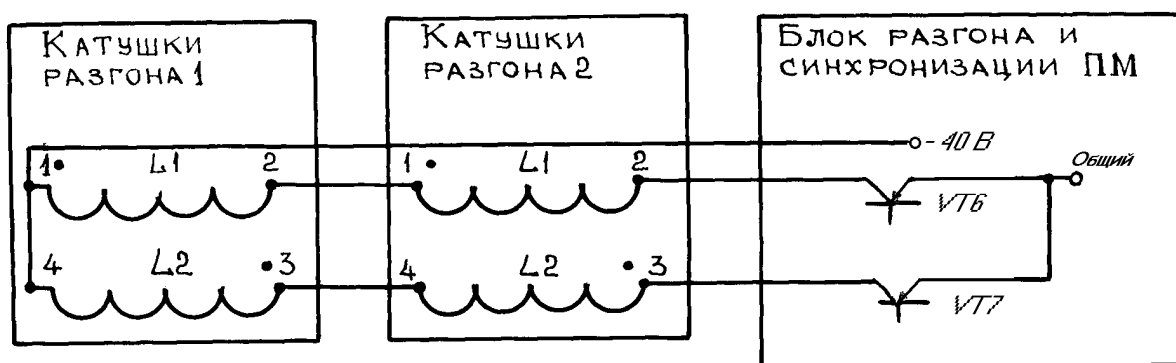 Катушки
разгона 1
Катушки
разгона 2
Блок разгона и
синхронизации ПМ
- 40 В
Общий
1 L1 2
1 L1 2
VT6
4 L2 3
4 L2 3
VT7